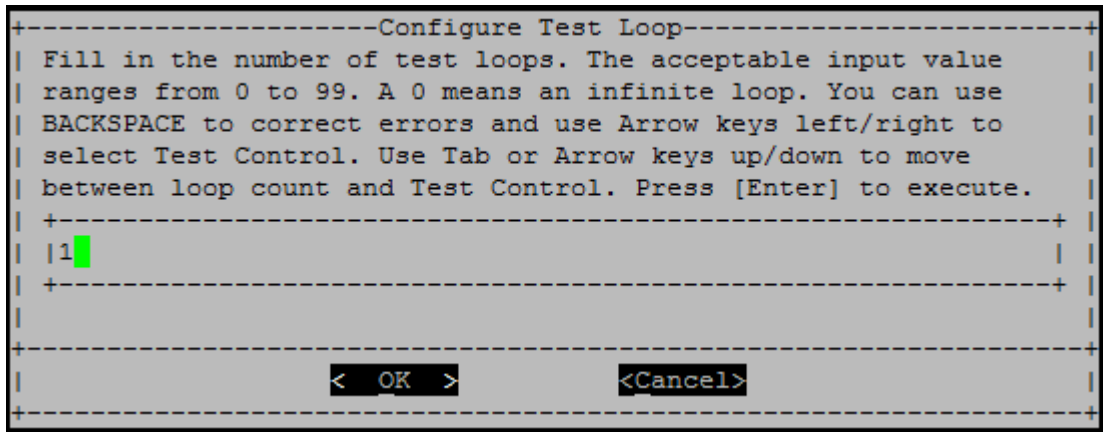 Configure Test Loop
Fill in the number of test loops. The acceptable input value
ranges from 0 to 99. A 0 means an infinite loop. You can use
BACKSPACE to correct errors and use Arrow keys left/right to
select Test Control. Use Tab or Arrow keys up/down to move
between loop count and Test Control. Press [Enter] to execute.
1
< OK > <Cancel>